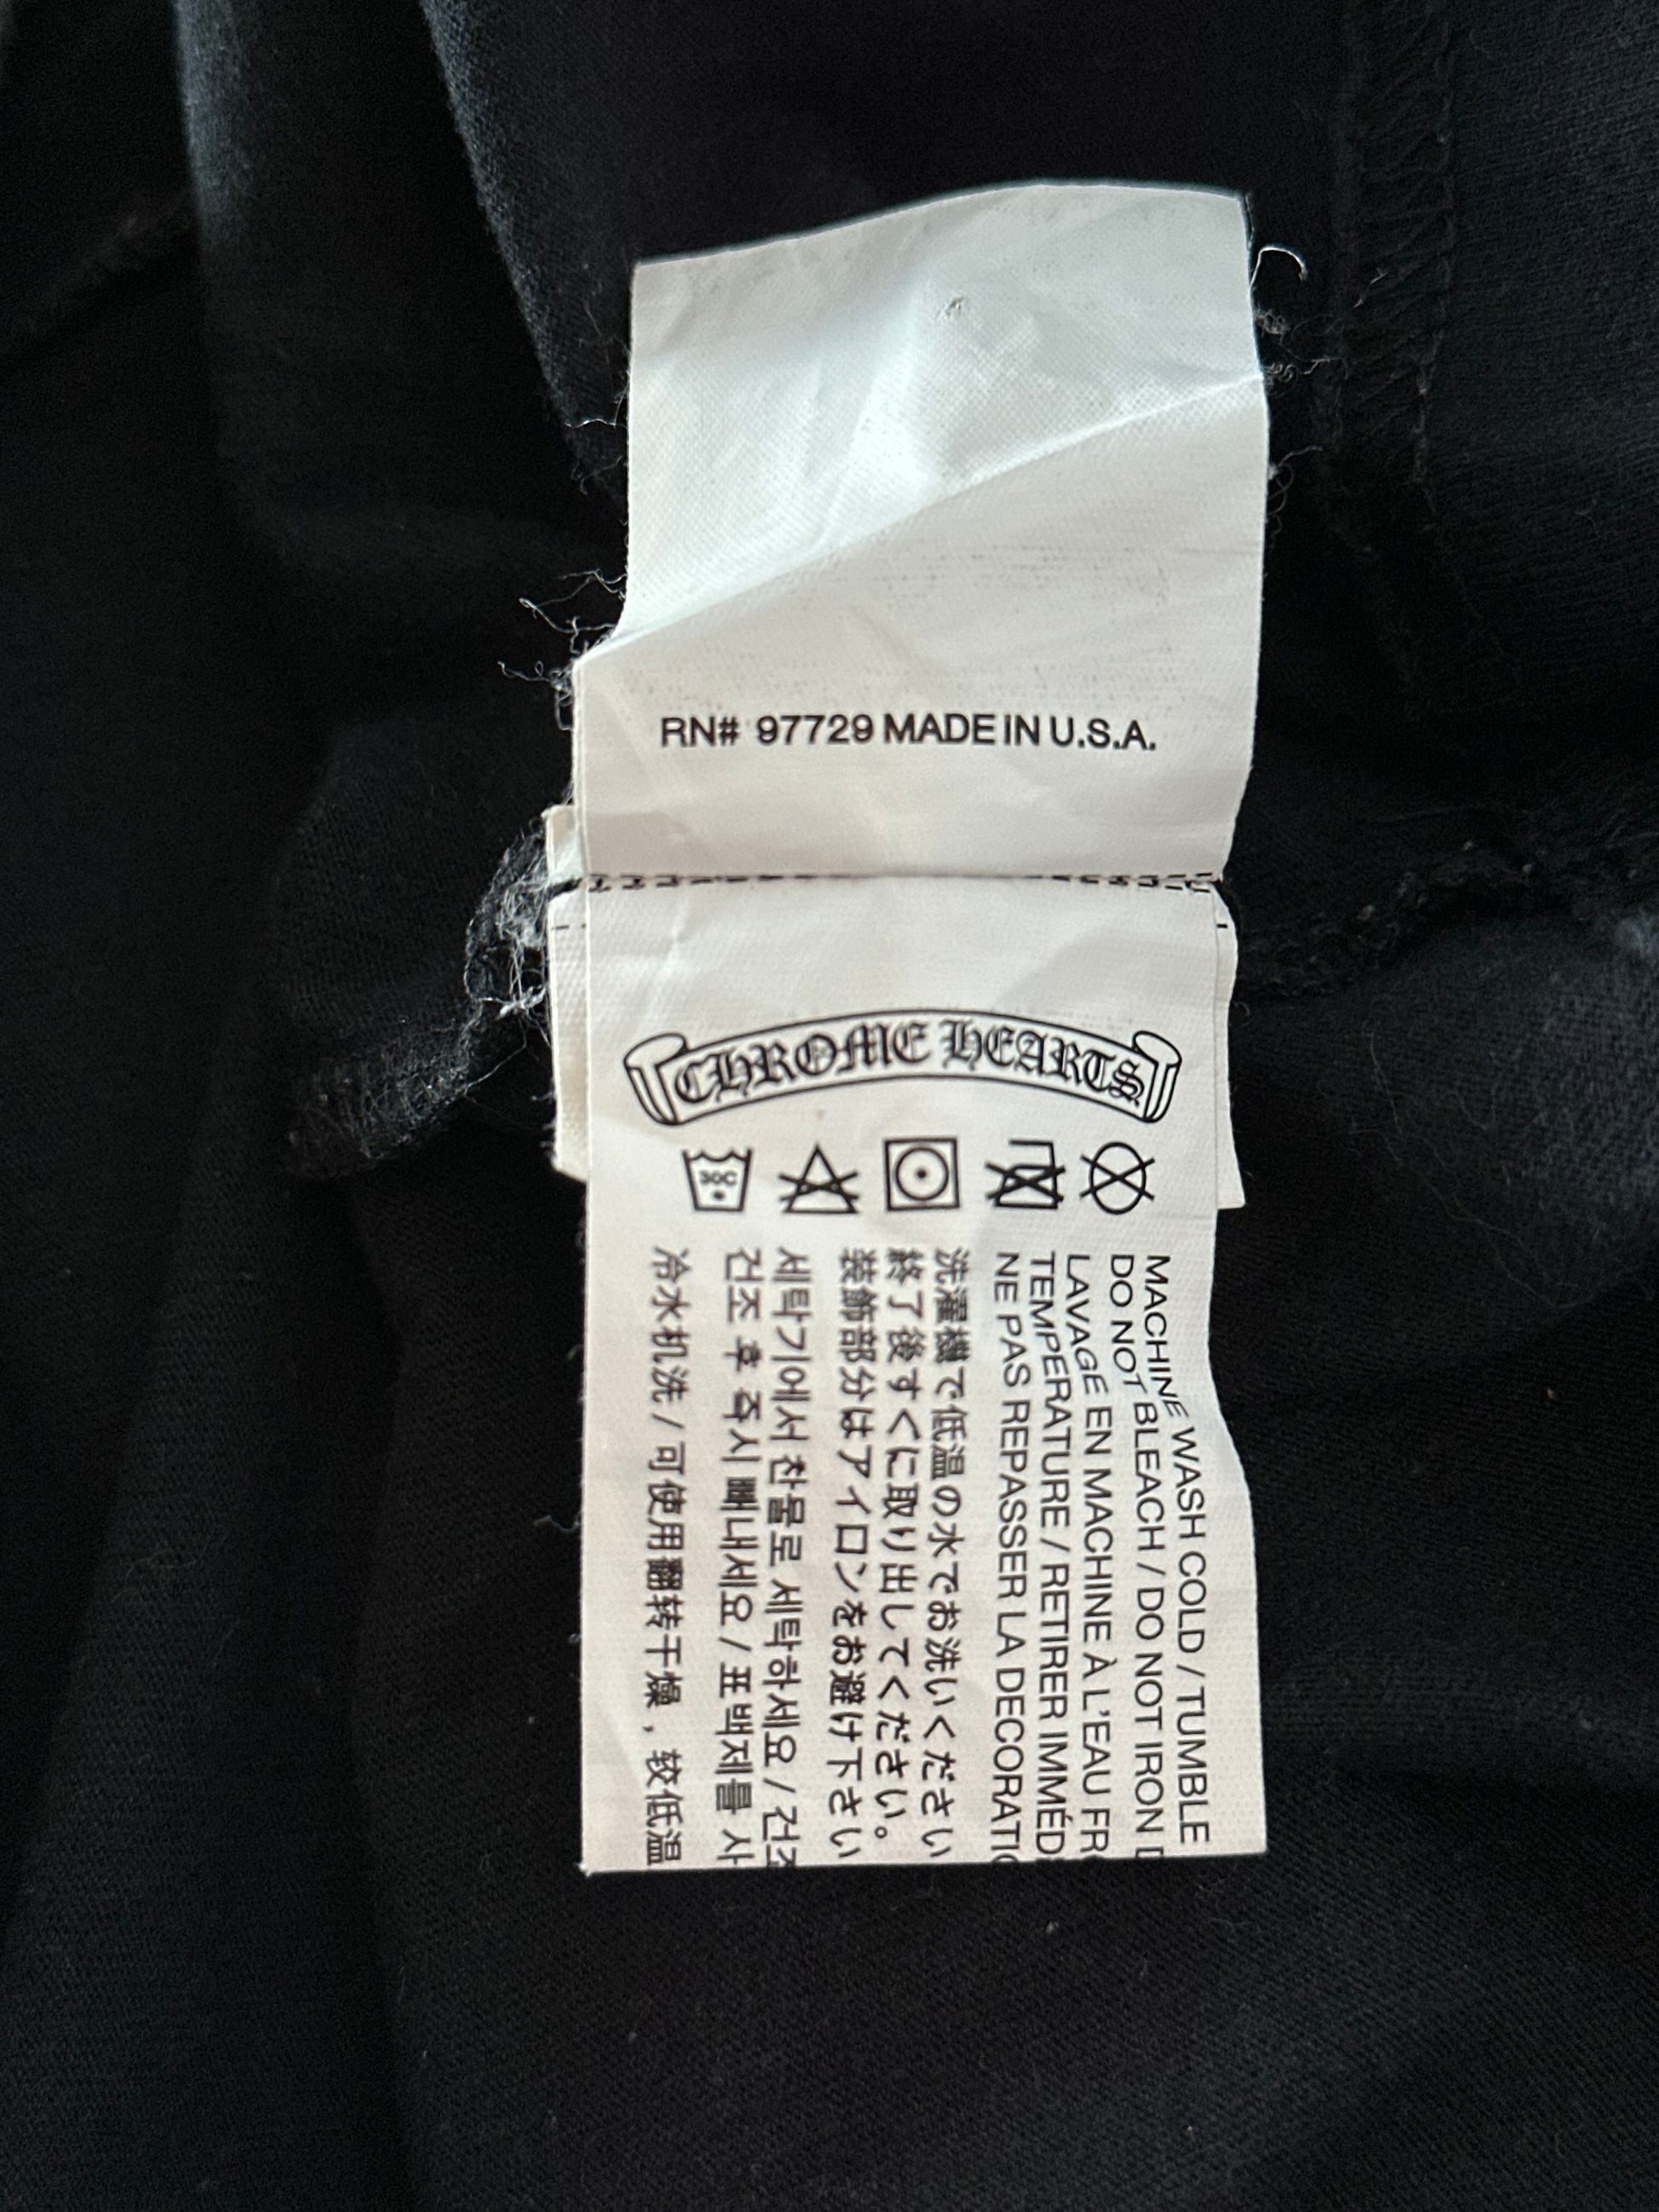 RN# 97729 MADE IN U.S.A.
CHROME HEARTS
30C
MACHINE WASH COLD / TUMBLE
DO NOT BLEACH / DO NOT IRON D
LAVAGE EN MACHINE À L'EAU FR
TEMPERATURE / RETIRER IMMÉD
NE PAS REPASSER LA DECORATI
洗濯機で低温の水でお洗いください
終了後すぐに取り出してください。
装飾部分はアイロンをお避け下さい
세탁기에서 찬물로 세탁하세요 / 건조
건조 후 즉시 빼내세요 / 표백제를 사
冷水机洗 / 可使用翻转干燥，较低温